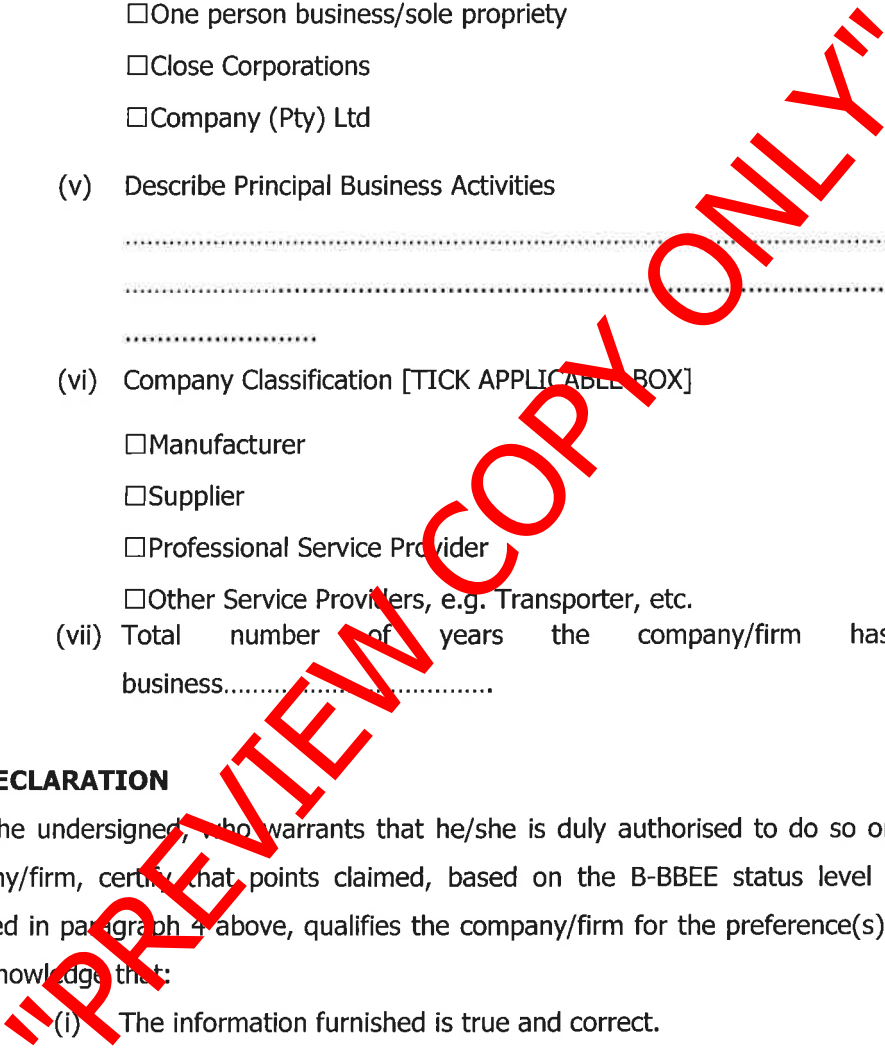 ☐One person business/sole propriety
☐Close Corporations
☐Company (Pty) Ltd
(v) Describe Principal Business Activities
................................................................................
................................................................................
........................
(vi) Company Classification [TICK APPLICABLE BOX]
☐Manufacturer
☐Supplier
☐Professional Service Provider
☐Other Service Providers, e.g. Transporter, etc.
(vii) Total number of years the company/firm has
business.....................................
ECLARATION
he undersigned, who warrants that he/she is duly authorised to do so o
ny/firm, certify that points claimed, based on the B-BBEE status level
ed in paragraph 4 above, qualifies the company/firm for the preference(s)
nowledge that:
(i) The information furnished is true and correct.
"PREVIEW COPY ONLY"